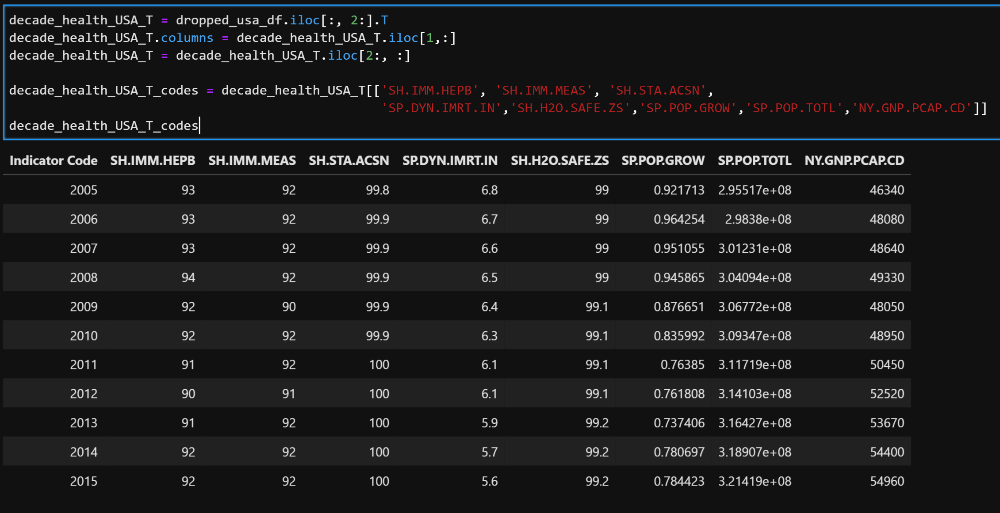 decade_health_USA_T = dropped_usa_df.iloc[:, 2:].T
decade_health_USA_T.columns = decade_health_USA_T.iloc[1,:]
decade_health_USA_T = decade_health_USA_T.iloc[2:, :]
decade_health_USA_T_codes = decade_health_USA_T[['SH.IMM.HEPB', 'SH.IMM.MEAS', 'SH.STA.ACSN',
'SP.DYN.IMRT.IN','SH.H2O.SAFE.ZS','SP.POP.GROW','SP.POP.TOTL','NY.GNP.PCAP.CD']]
decade_health_USA_T_codes
Indicator Code SH.IMM.HEPB SH.IMM.MEAS SH.STA.ACSN SP.DYN.IMRT.IN SH.H2O.SAFE.ZS SP.POP.GROW SP.POP.TOTL NY.GNP.PCAP.CD
2005 93 92 99.8 6.8 99 0.921713 2.95517e+08 46340
2006 93 92 99.9 6.7 99 0.964254 2.9838e+08 48080
2007 93 92 99.9 6.6 99 0.951055 3.01231e+08 48640
2008 94 92 99.9 6.5 99 0.945865 3.04094e+08 49330
2009 92 90 99.9 6.4 99.1 0.876651 3.06772e+08 48050
2010 92 92 99.9 6.3 99.1 0.835992 3.09347e+08 48950
2011 91 92 100 6.1 99.1 0.76385 3.11719e+08 50450
2012 90 91 100 6.1 99.1 0.761808 3.14103e+08 52520
2013 91 92 100 5.9 99.2 0.737406 3.16427e+08 53670
2014 92 92 100 5.7 99.2 0.780697 3.18907e+08 54400
2015 92 92 100 5.6 99.2 0.784423 3.21419e+08 54960